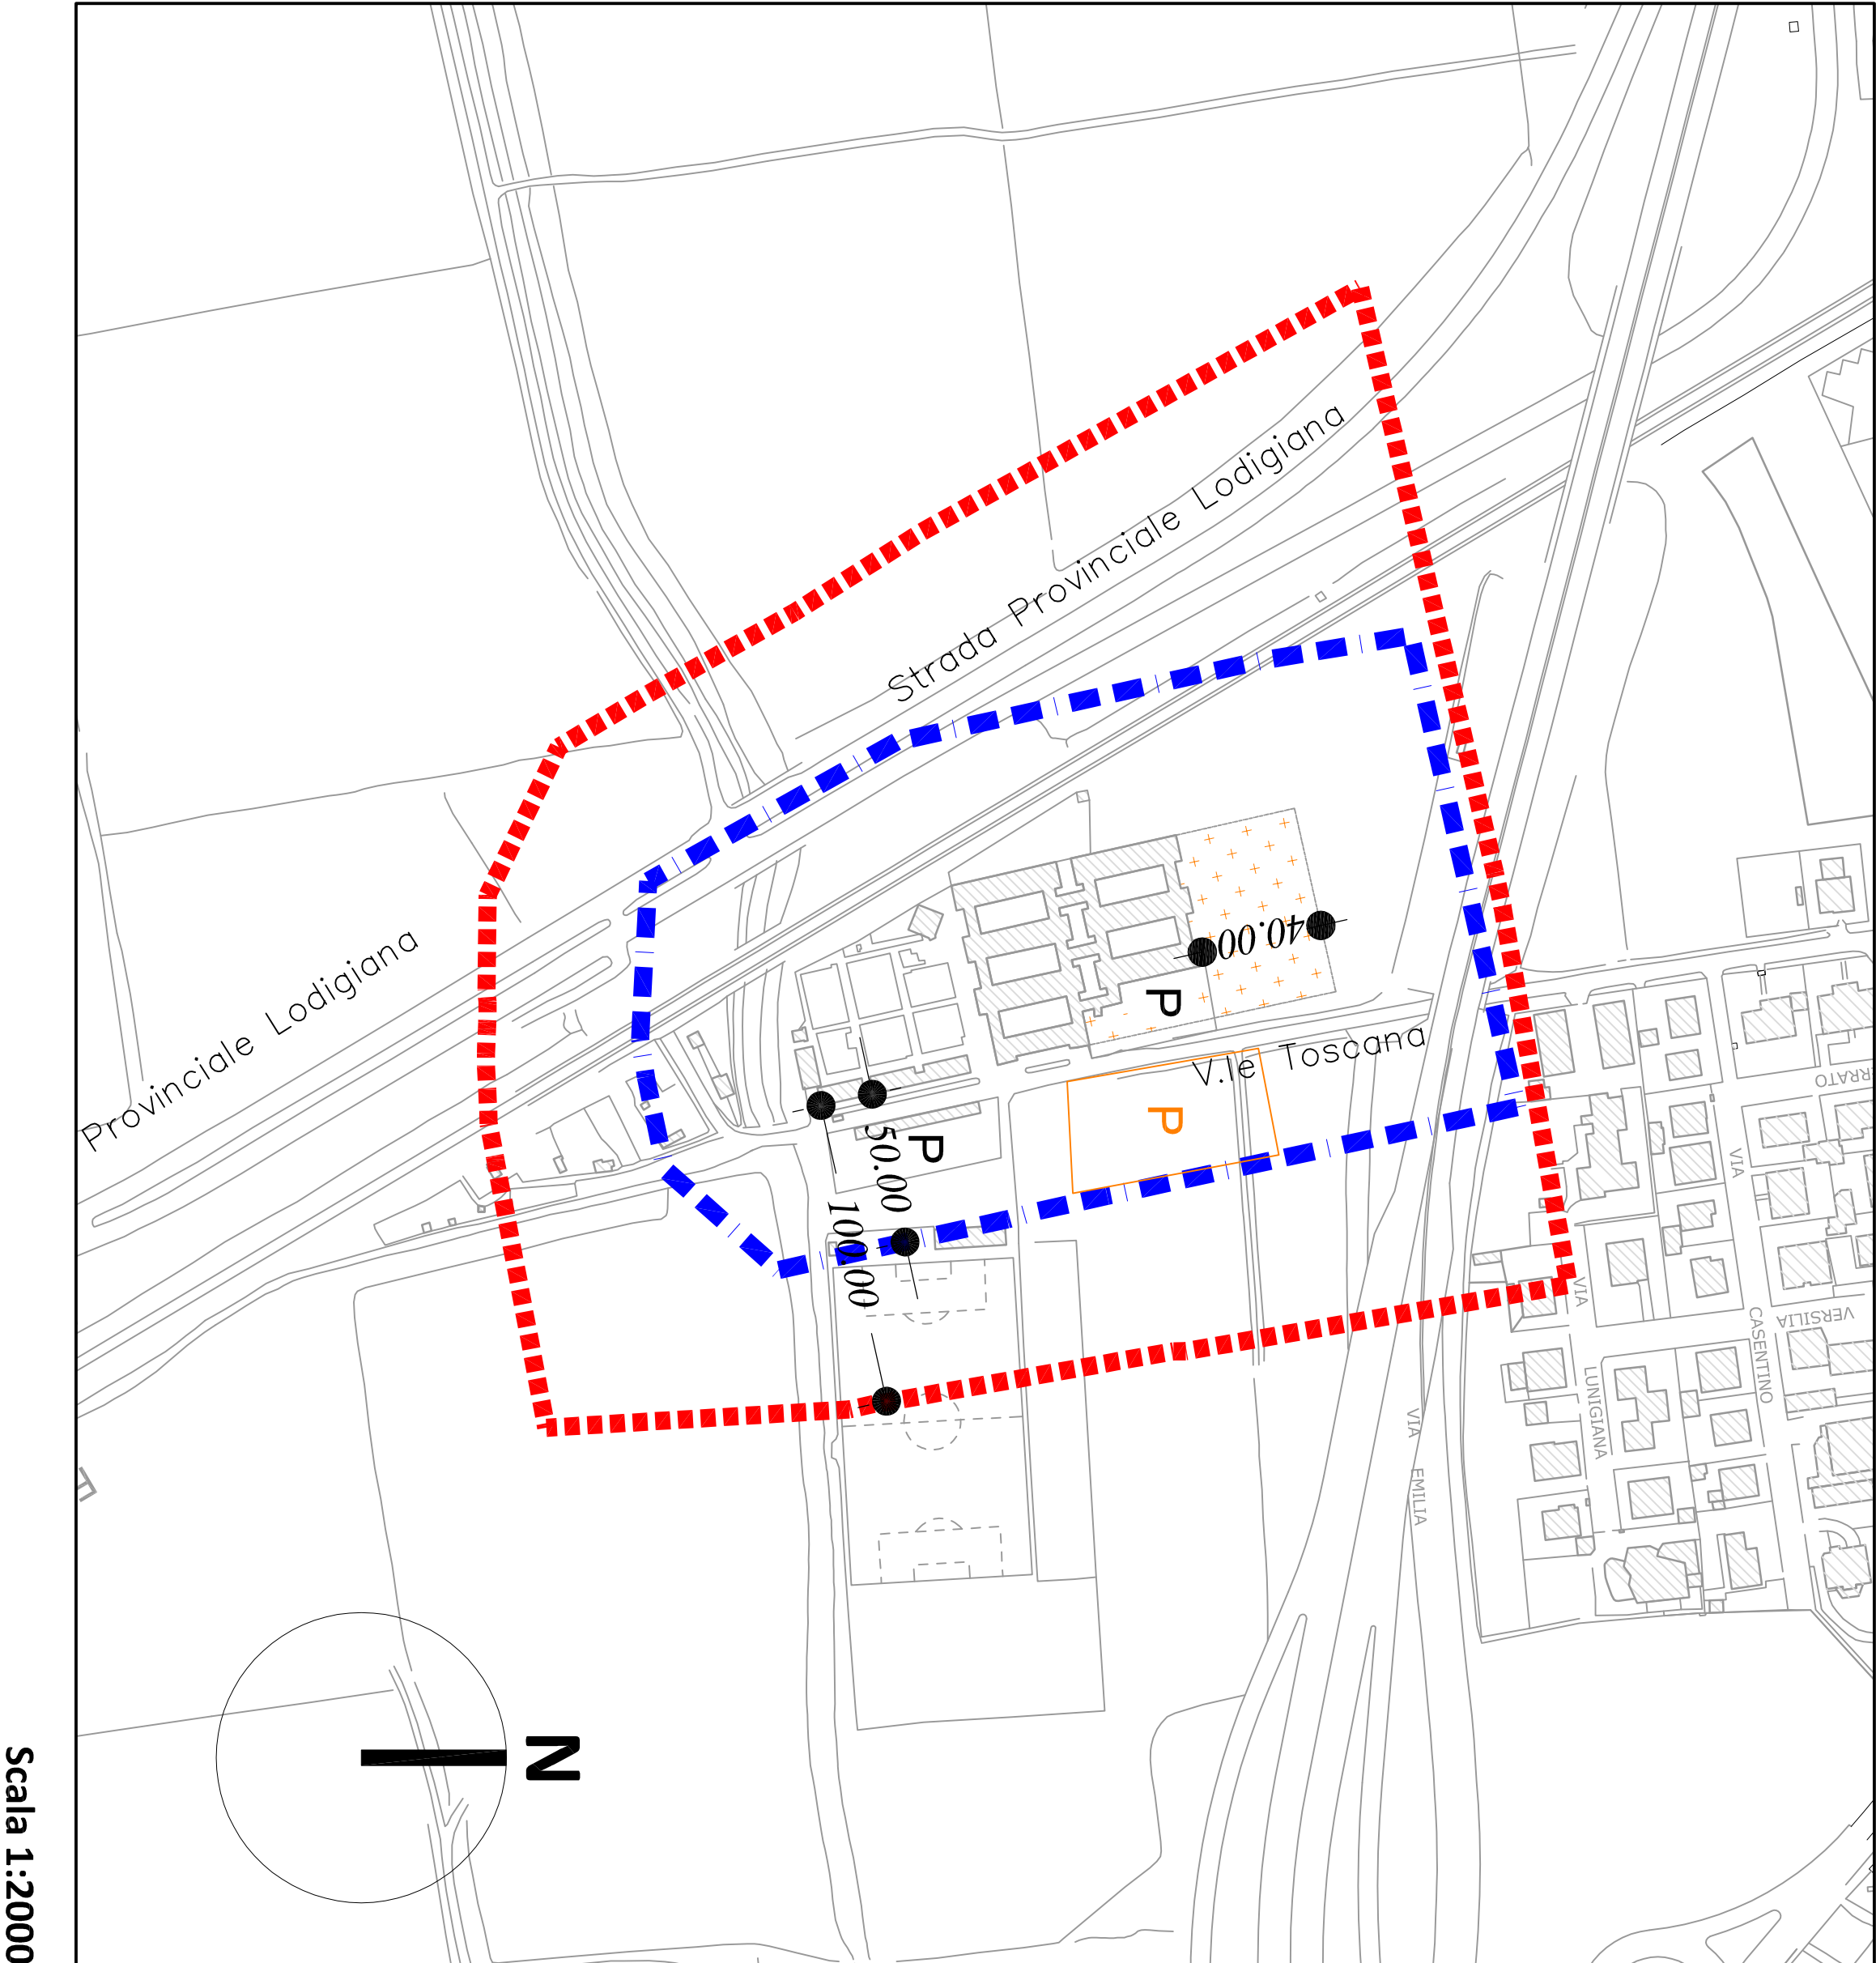 Strada Provinciale Lodigiana
Provinciale Lodigiana
40.00
P
V.le Toscana
P
P
50.00
100.00
VIA
VIA
CASENTINO
VERSILIA
LUNIGIANA
VIA EMILIA
N
Scala 1:2000